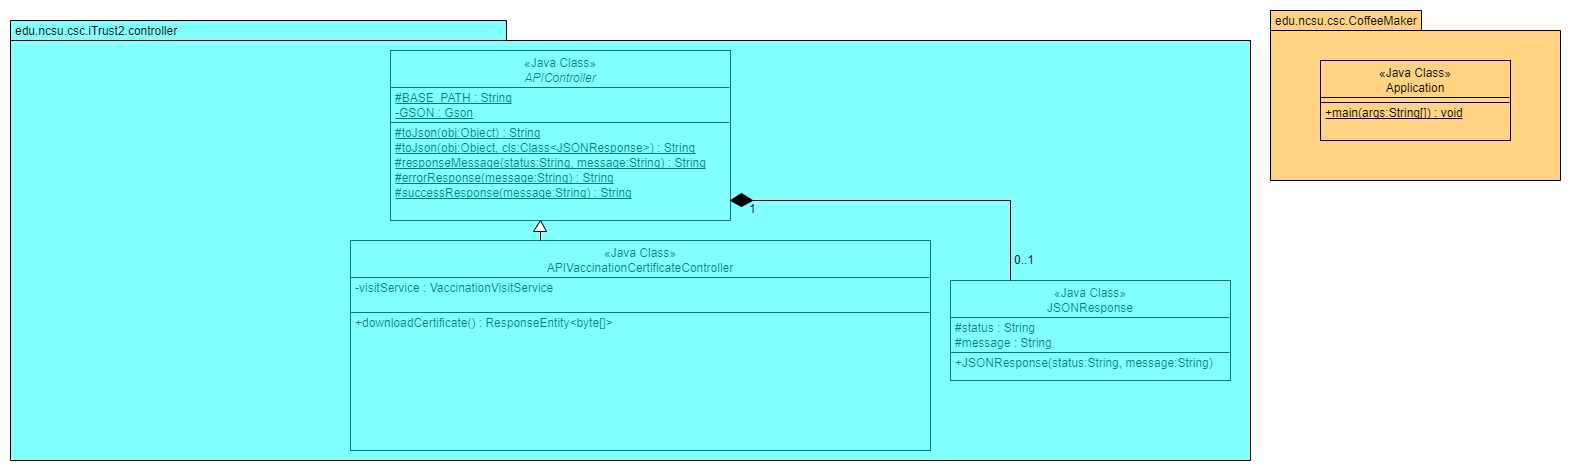 edu.ncsu.csc.iTrust2.controller
«Java Class»
APIController
#BASE_PATH : String
-GSON : Gson
#toJson(obj:Object) : String
#toJson(obj:Object, cls:Class<JSONResponse>) : String
#responseMessage(status:String, message:String) : String
#errorResponse(message:String) : String
#successResponse(message:String) : String
1
0..1
«Java Class»
APIVaccinationCertificateController
-visitService : VaccinationVisitService
+downloadCertificate() : ResponseEntity<byte[]>
«Java Class»
JSONResponse
#status : String
#message : String
+JSONResponse(status:String, message:String)
edu.ncsu.csc.CoffeeMaker
«Java Class»
Application
+main(args:String[]) : void